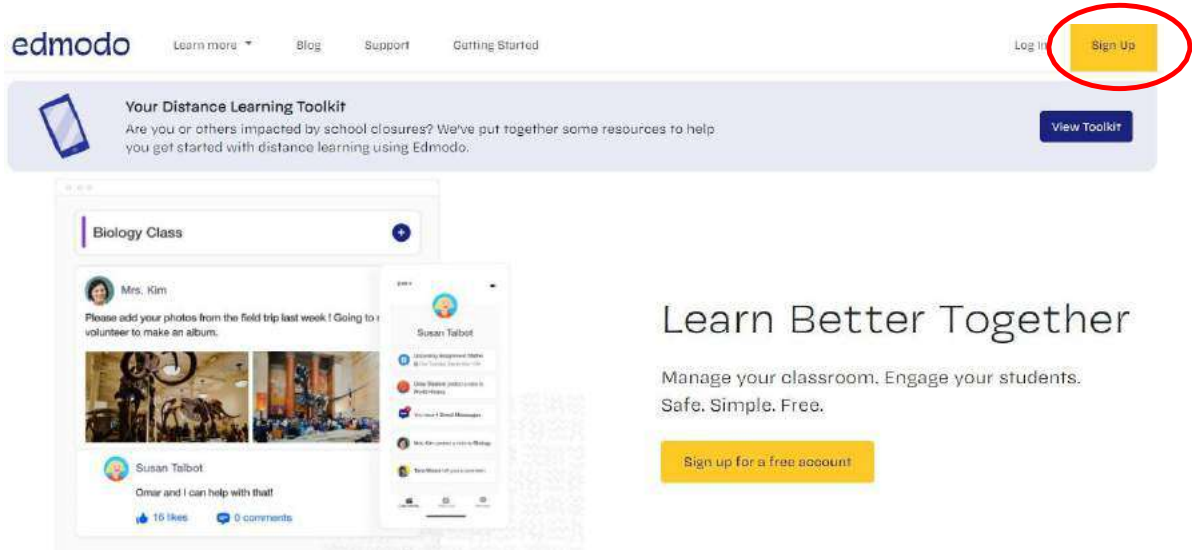 edmodo
Learn more
Blog
Support
Getting Started
Log In
Sign Up
Your Distance Learning Toolkit
Are you or others impacted by school closures? We've put together some resources to help
you get started with distance learning using Edmodo.
View Toolkit
Biology Class
Mrs. Kim
Please add your photos from the field trip last week ! Going to
volunteer to make an album.
Susan Talbot
Omar and I can help with that!
16 likes
0 comments
Susan Talbot
Learn Better Together
Manage your classroom. Engage your students.
Safe. Simple. Free.
Sign up for a free account